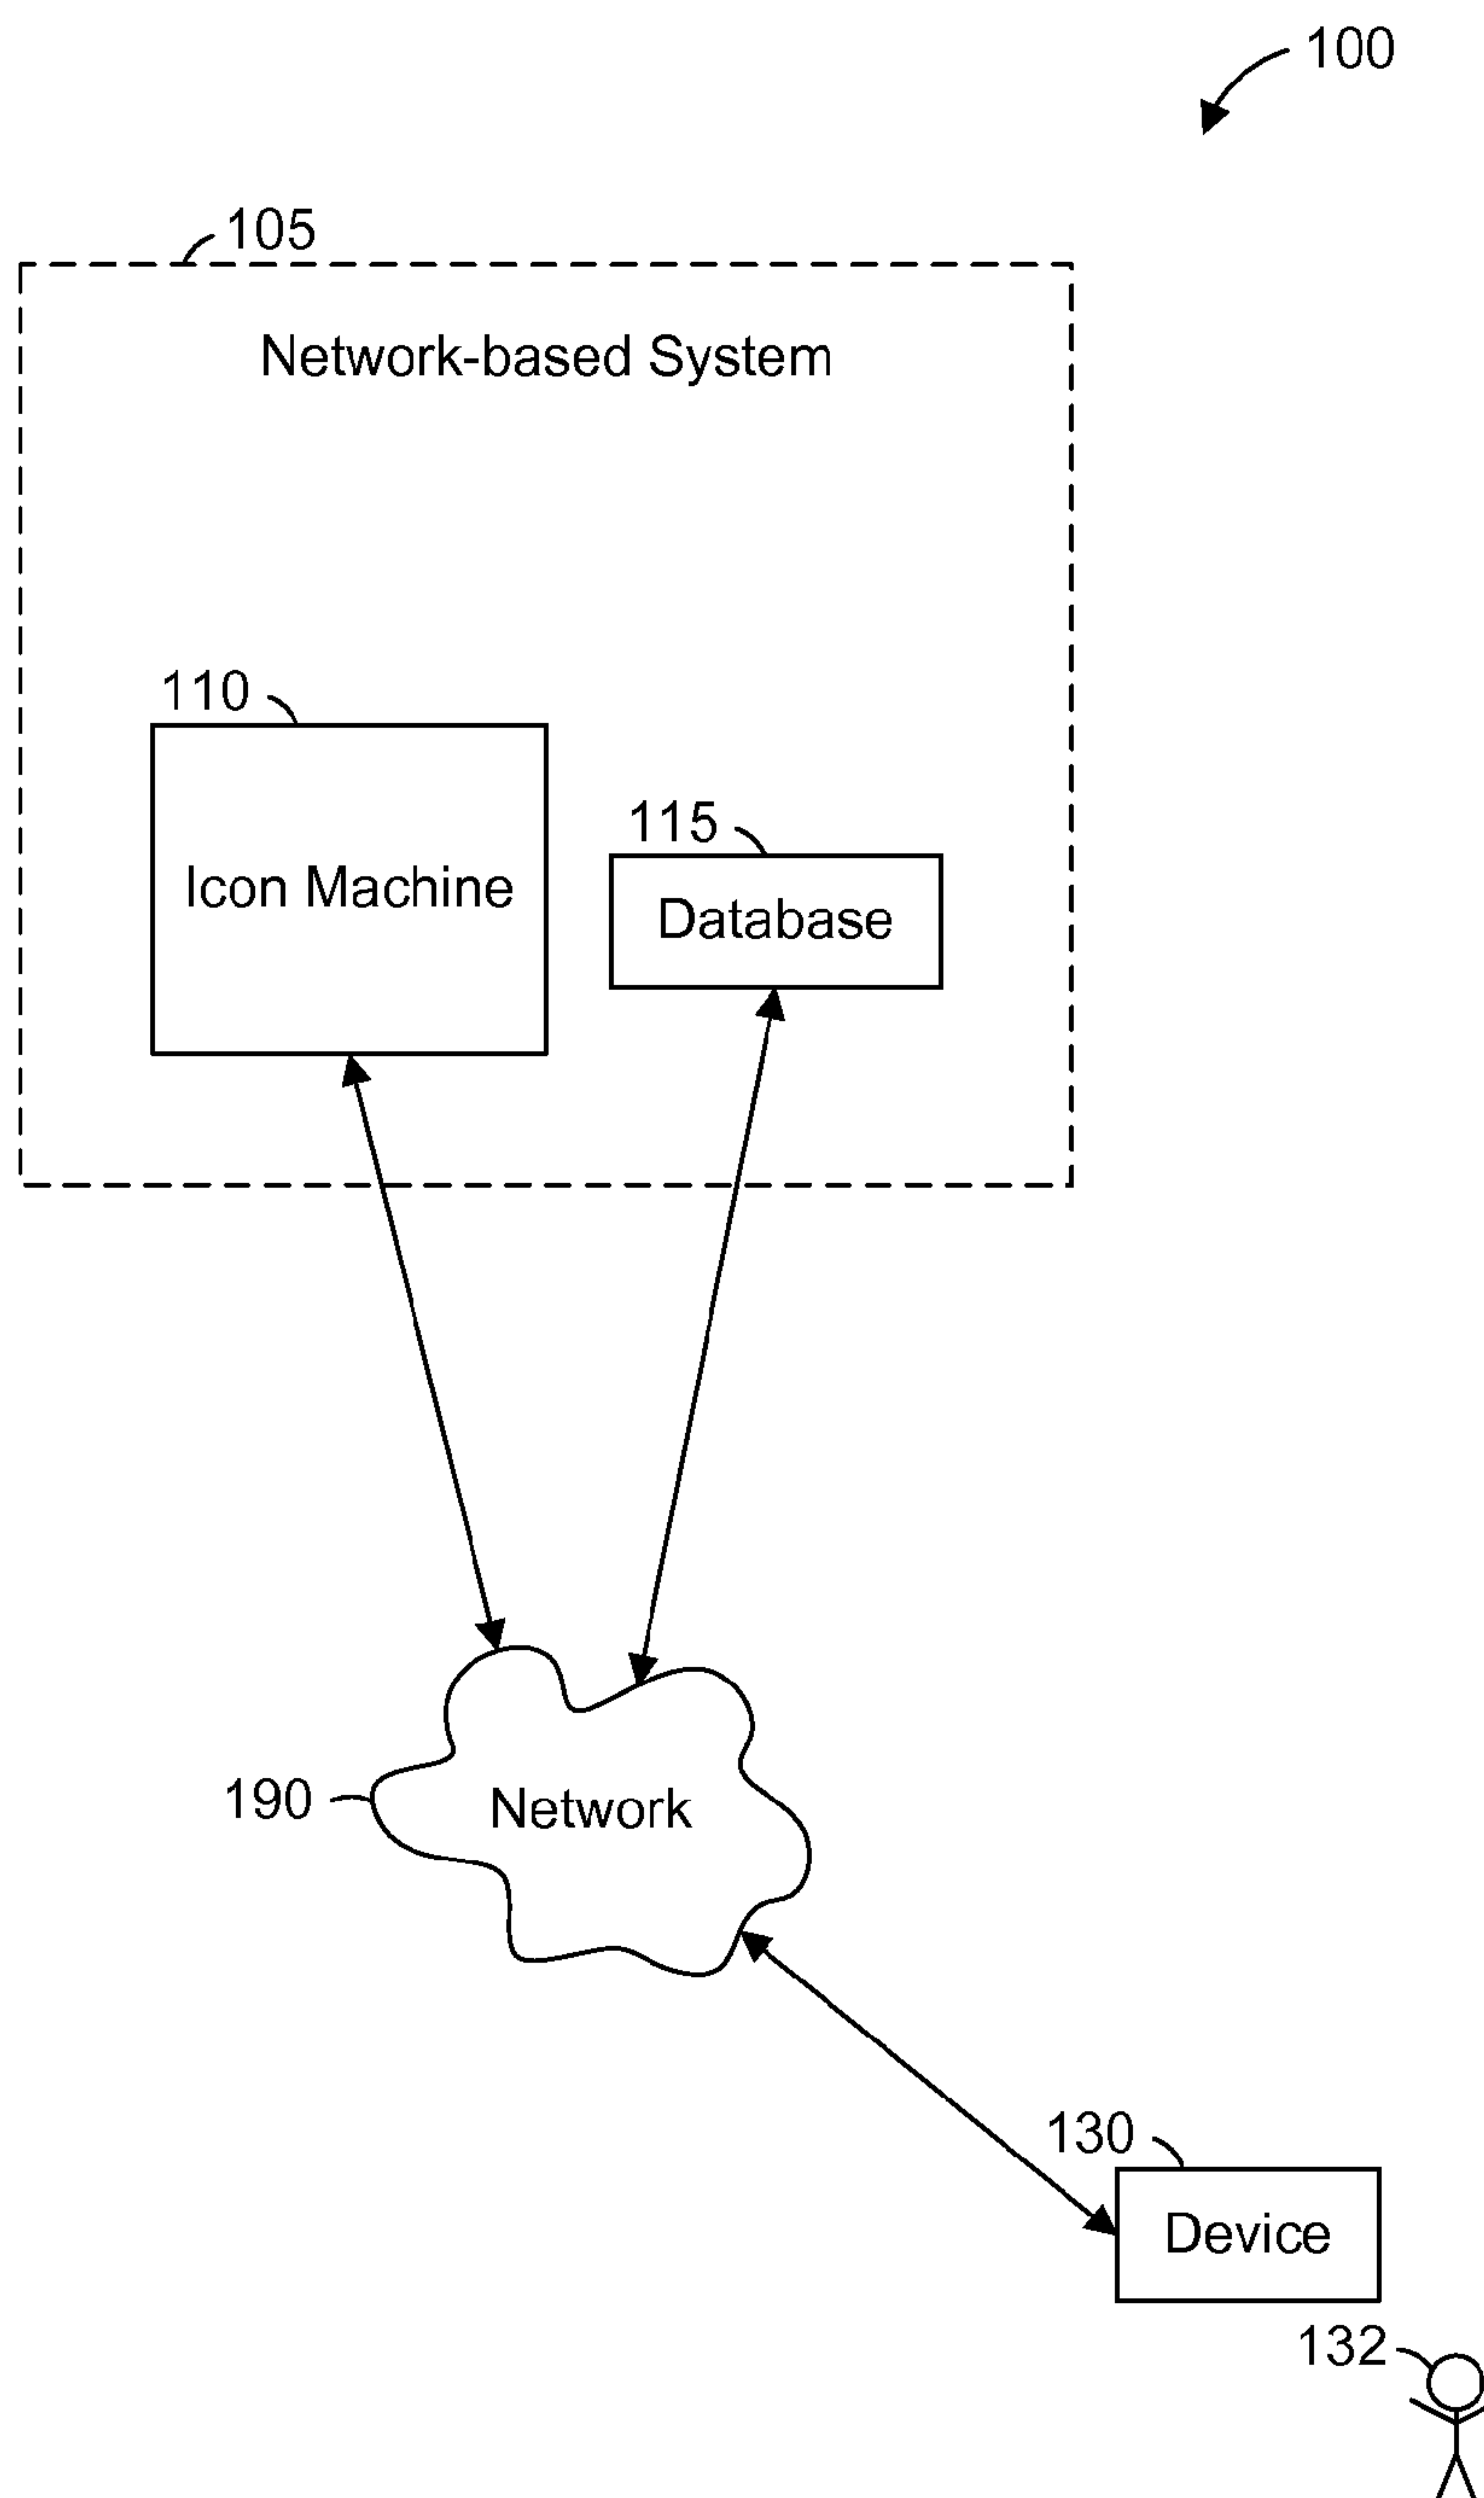 100
105
Network-based System
110
Icon Machine
115
Database
190
Network
130
Device
132